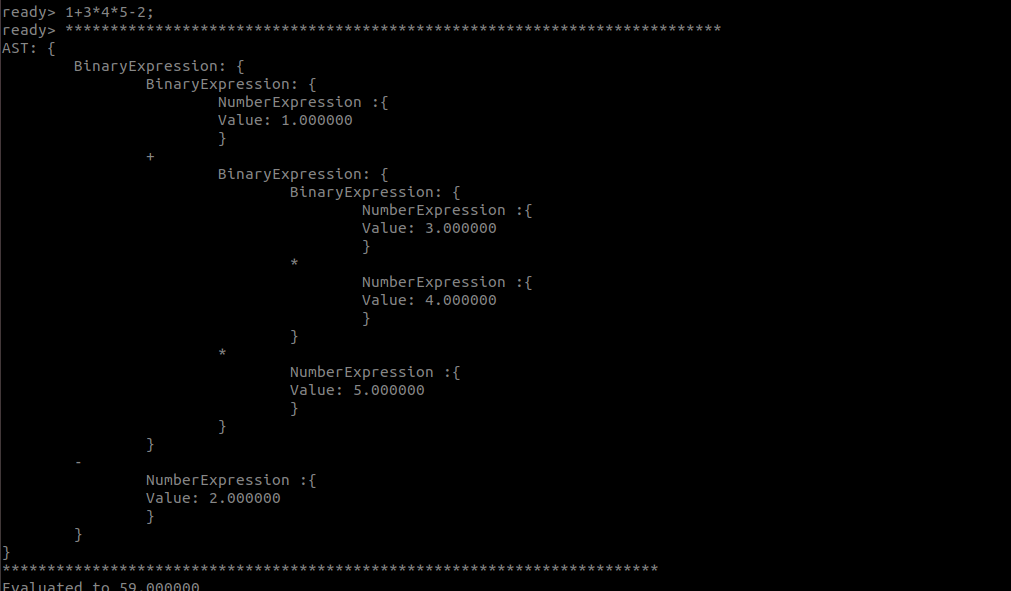 ready> 1+3*4*5-2;
ready> *************************************************************************
AST: {
BinaryExpression: {
BinaryExpression: {
NumberExpression :{
Value: 1.000000
}
+
BinaryExpression: {
BinaryExpression: {
NumberExpression :{
Value: 3.000000
}
*
NumberExpression :{
Value: 4.000000
}
}
*
NumberExpression :{
Value: 5.000000
}
}
}
-
NumberExpression :{
Value: 2.000000
}
}
}
*************************************************************************
Evaluated to 59.000000